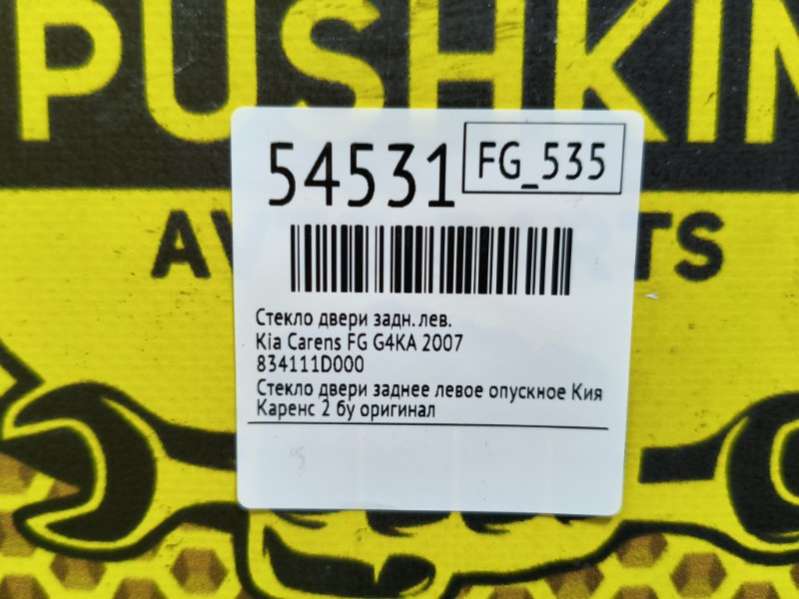 PUSHKIN
54531
FG_535
TS
Стекло двери задн. лев.
Kia Carens FG G4KA 2007
834111D000
Стекло двери заднее левое опускное Кия
Каренс 2 бу оригинал